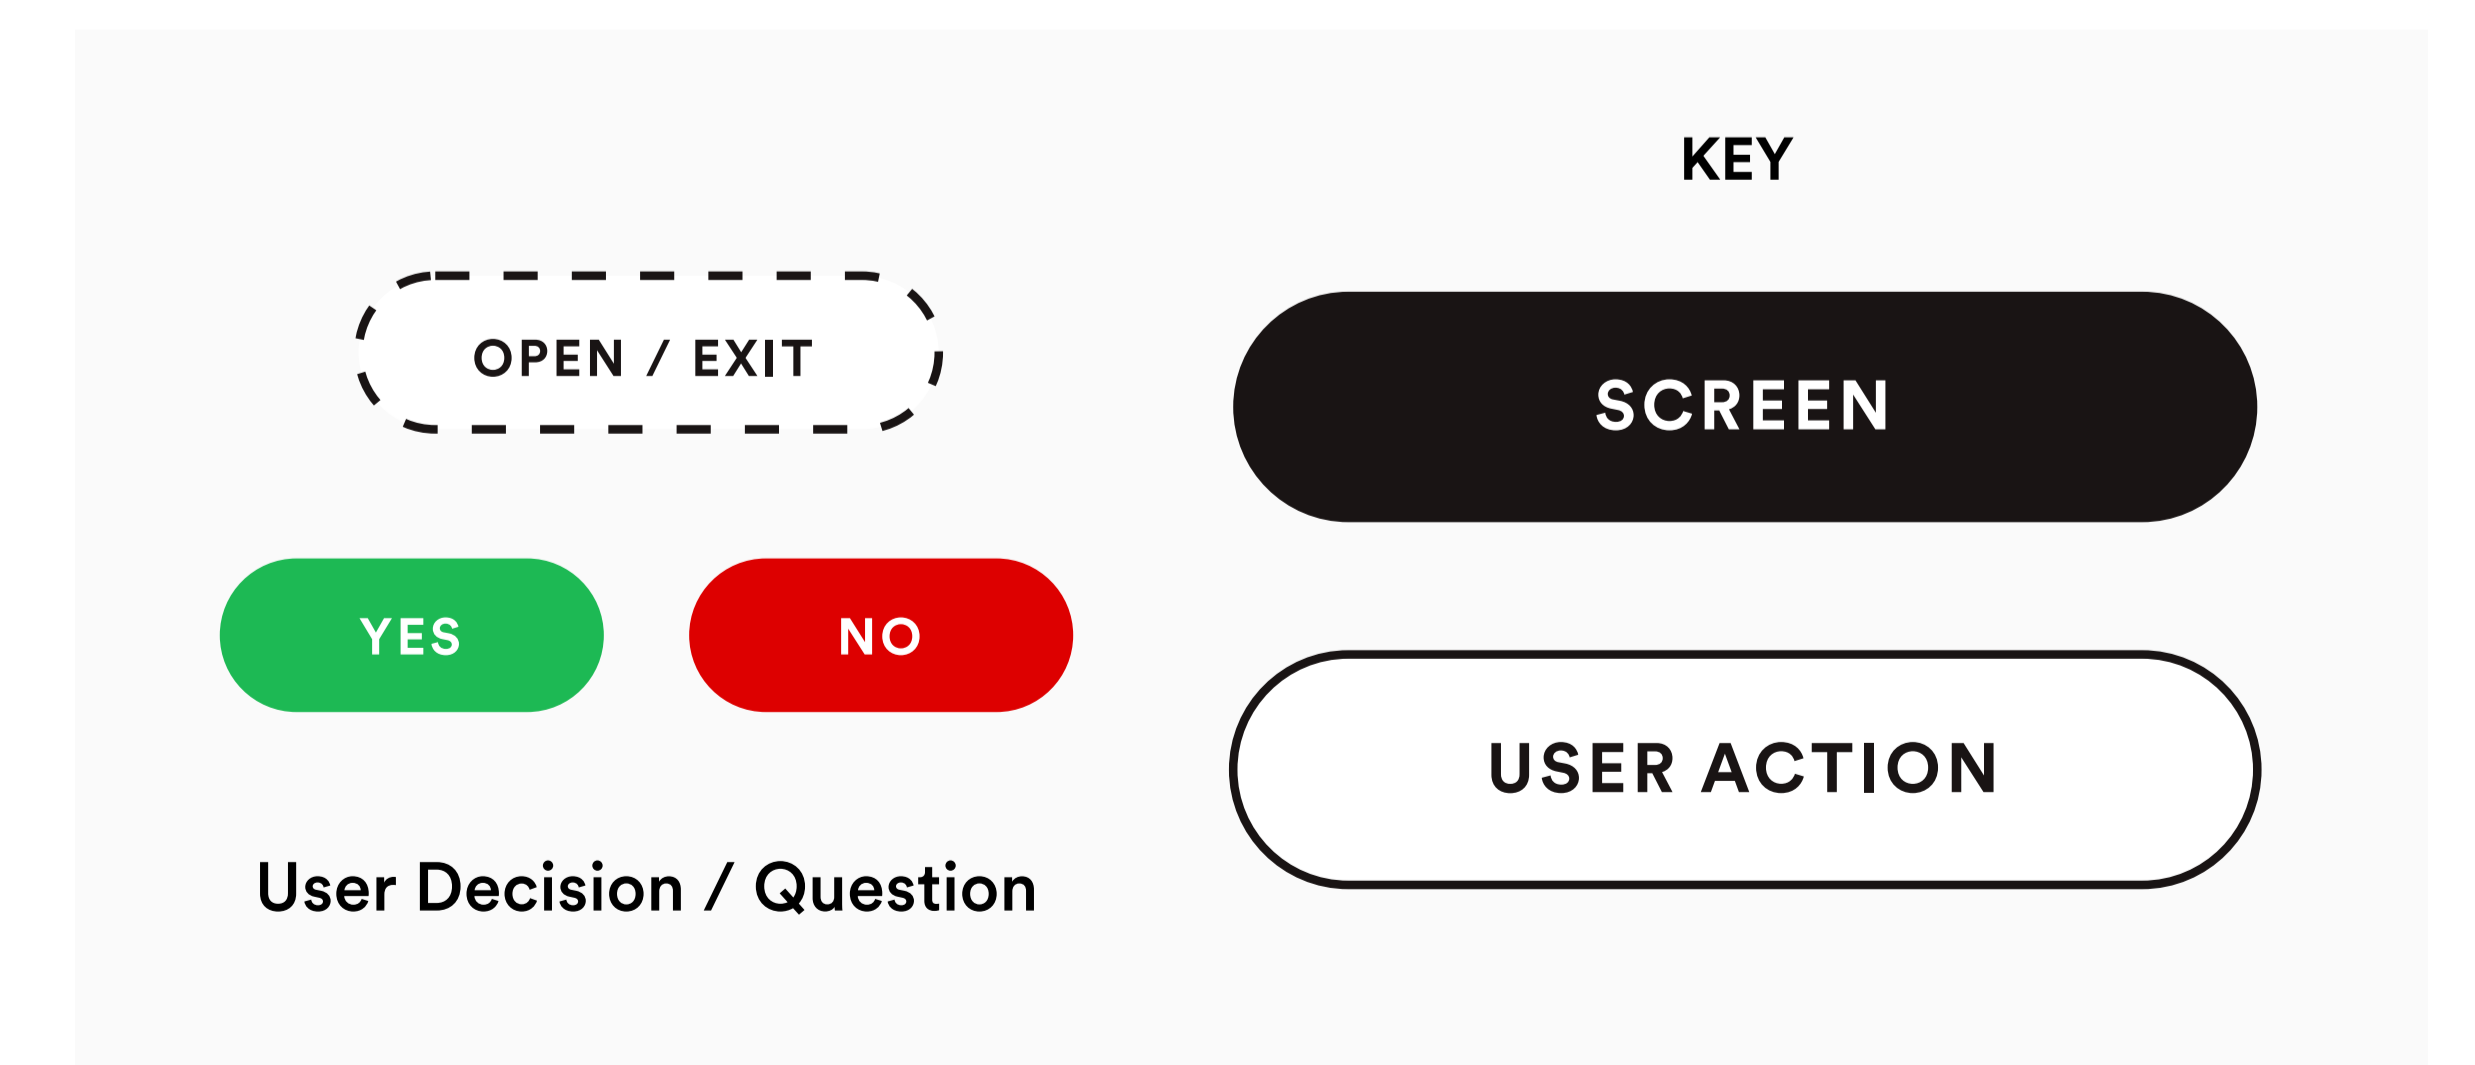 KEY
OPEN / EXIT
SCREEN
YES
NO
USER ACTION
User Decision / Question